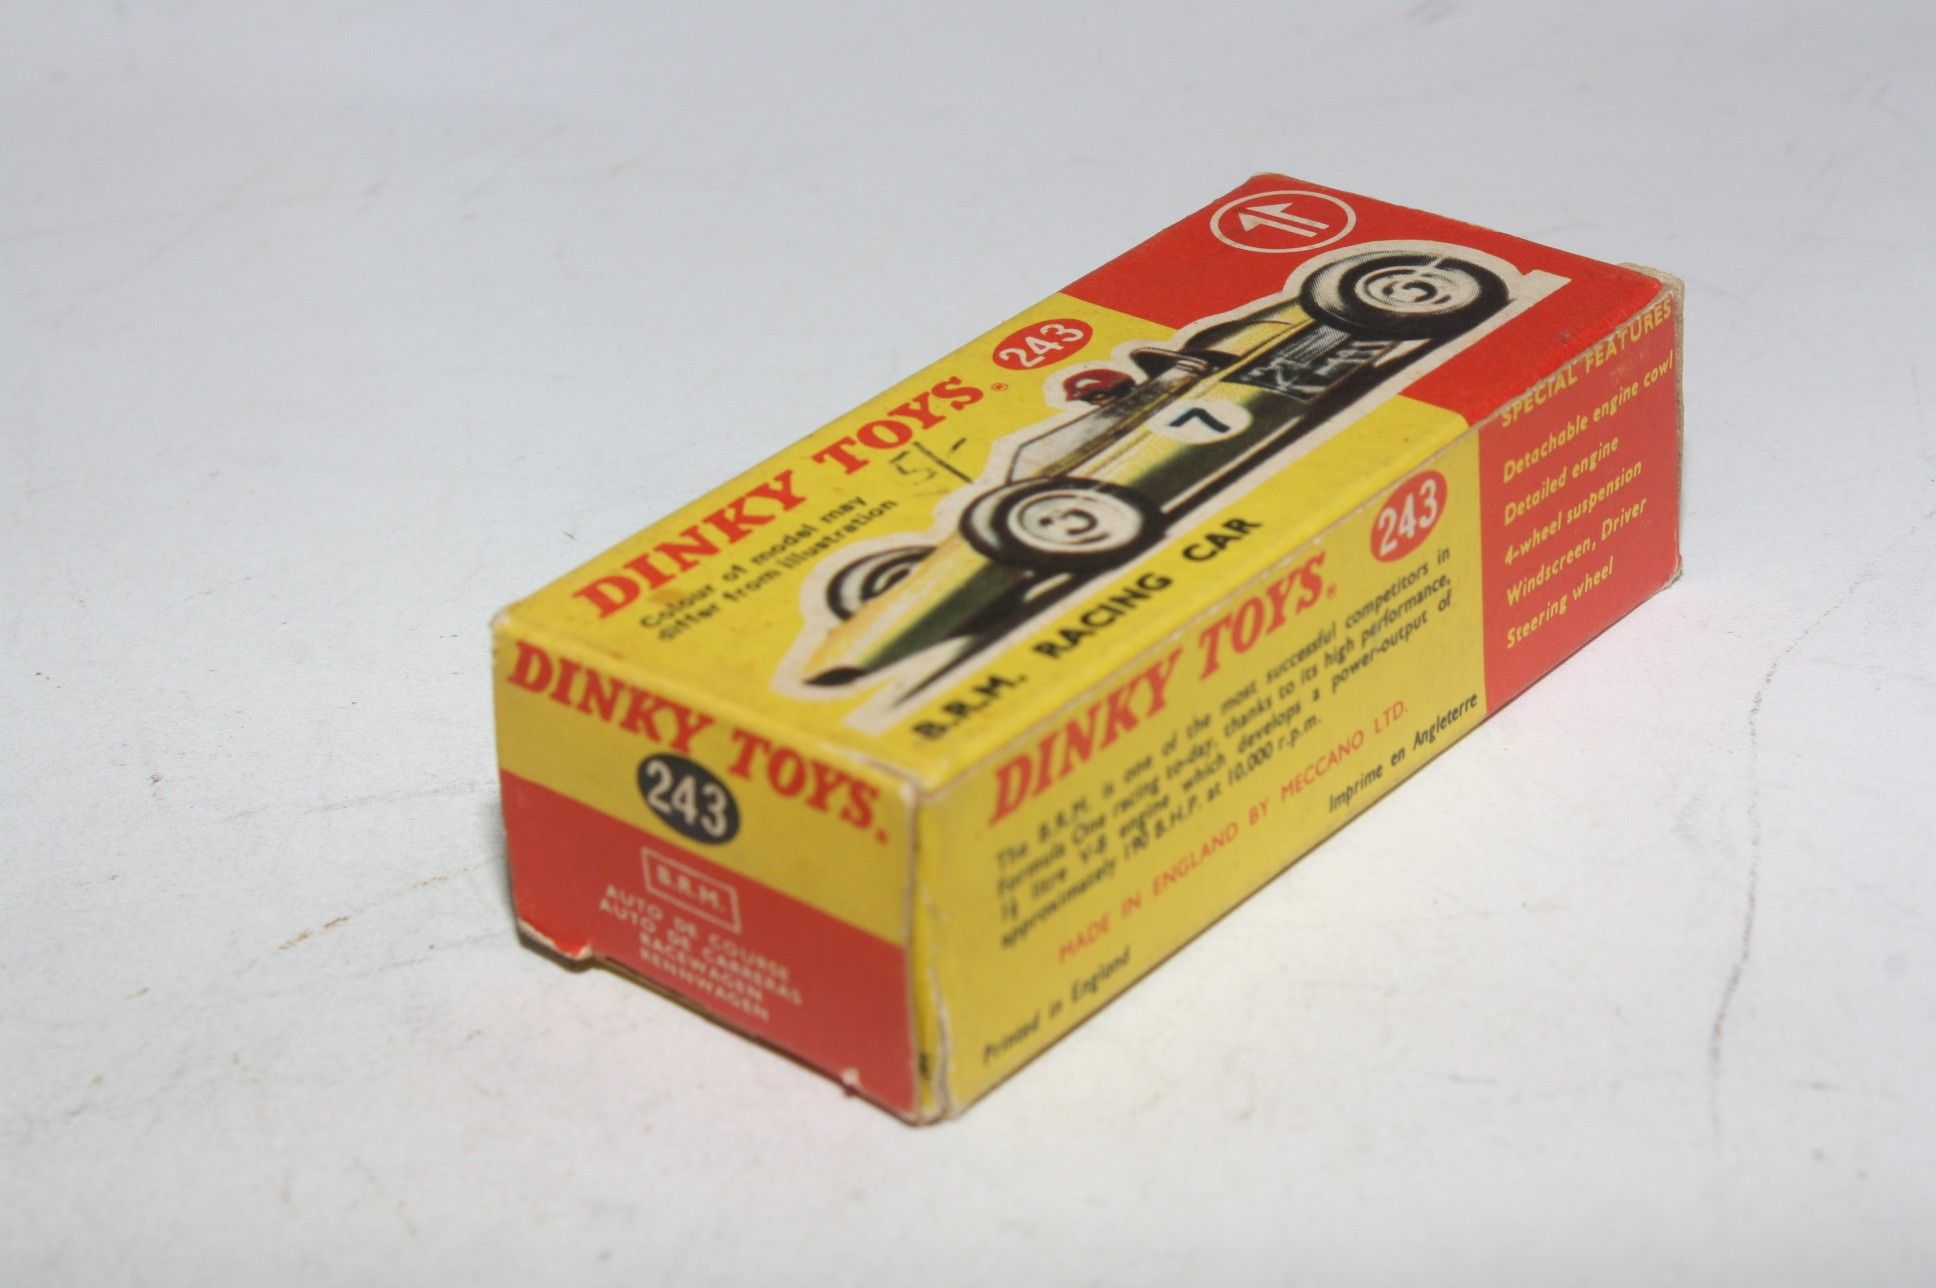 DINKY TOYS® 243
Colour of model may
differ from illustration
5/-
7
B.R.M. RACING CAR
DINKY TOYS®
243
B.R.M.
AUTO DE COURSE
AUTO DE CARRERAS
RACEWAGEN
RENNWAGEN
DINKY TOYS® 243
The B.R.M. is one of the most successful competitors in
Formula One racing to-day, thanks to its high performance,
1½ litre V-8 engine which develops a power-output of
approximately 190 B.H.P. at 10,000 r.p.m.
MADE IN ENGLAND BY MECCANO LTD.
Printed in England
Imprimé en Angleterre
SPECIAL FEATURES
Detachable engine cowl
Detailed engine
4-wheel suspension
Windscreen, Driver
Steering wheel